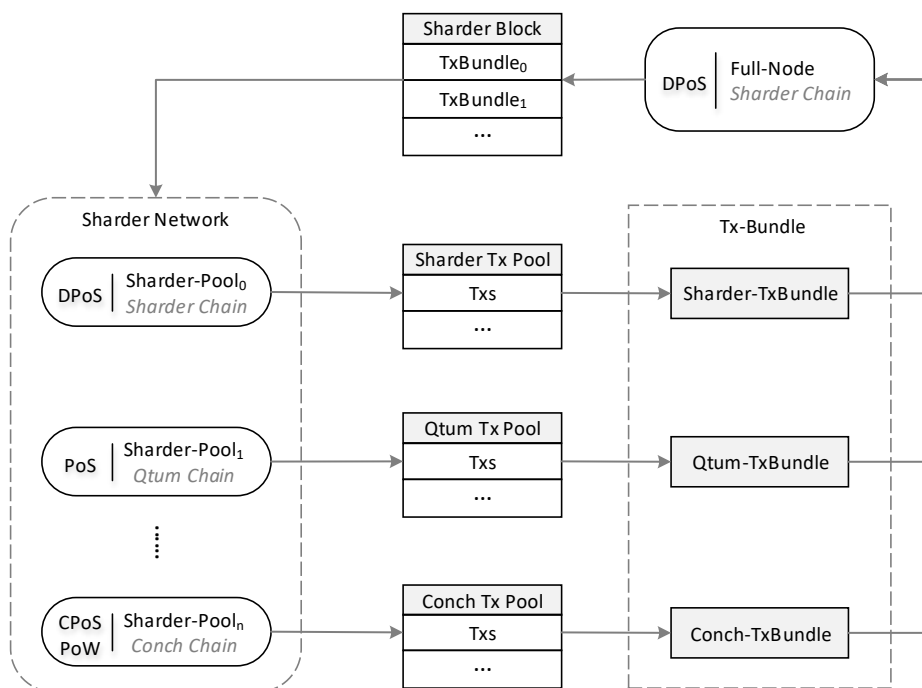 Sharder Block
TxBundle₀
TxBundle₁
...
DPoS
Full-Node
Sharder Chain
Sharder Network
DPoS
Sharder-Pool₀
Sharder Chain
PoS
Sharder-Pool₁
Qtum Chain
......
CPoS
PoW
Sharder-Poolₙ
Conch Chain
Sharder Tx Pool
Txs
...
Qtum Tx Pool
Txs
...
Conch Tx Pool
Txs
...
Tx-Bundle
Sharder-TxBundle
Qtum-TxBundle
Conch-TxBundle